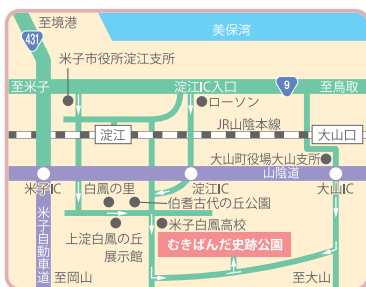 至境港
美保湾
431
米子市役所淀江支所
至米子
淀江IC入口
9
至鳥取
ローソン
JR山陰本線
淀江
大山口
大山町役場大山支所
山陰道
米子IC
白鳳の里
淀江IC
大山IC
伯耆古代の丘公園
米子自動車道
上淀白鳳の丘
展示館
米子白鳳高校
むきばんだ史跡公園
至岡山
至大山